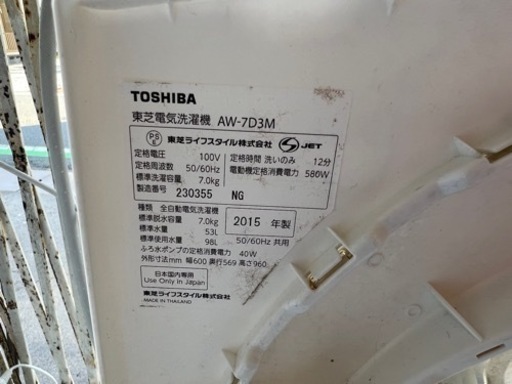 TOSHIBA
東芝電気洗濯機 AW-7D3M
PS E 東芝ライフスタイル株式会社 S JET
定格電圧 100V 定格時間 洗いのみ 12分
定格周波数 50/60Hz 電動機定格消費電力 580W
標準洗濯容量 7.0kg
製造番号 230355 NG
種類 全自動電気洗濯機
標準脱水容量 7.0kg 2015 年製
標準水量 53L
標準使用水量 98L 50/60Hz 共用
ふろ水ポンプの定格消費電力 40W
外形寸法mm 幅600 奥行569 高さ960
日本国内専用
Use Only in Japan
東芝ライフスタイル株式会社
MADE IN THAILAND